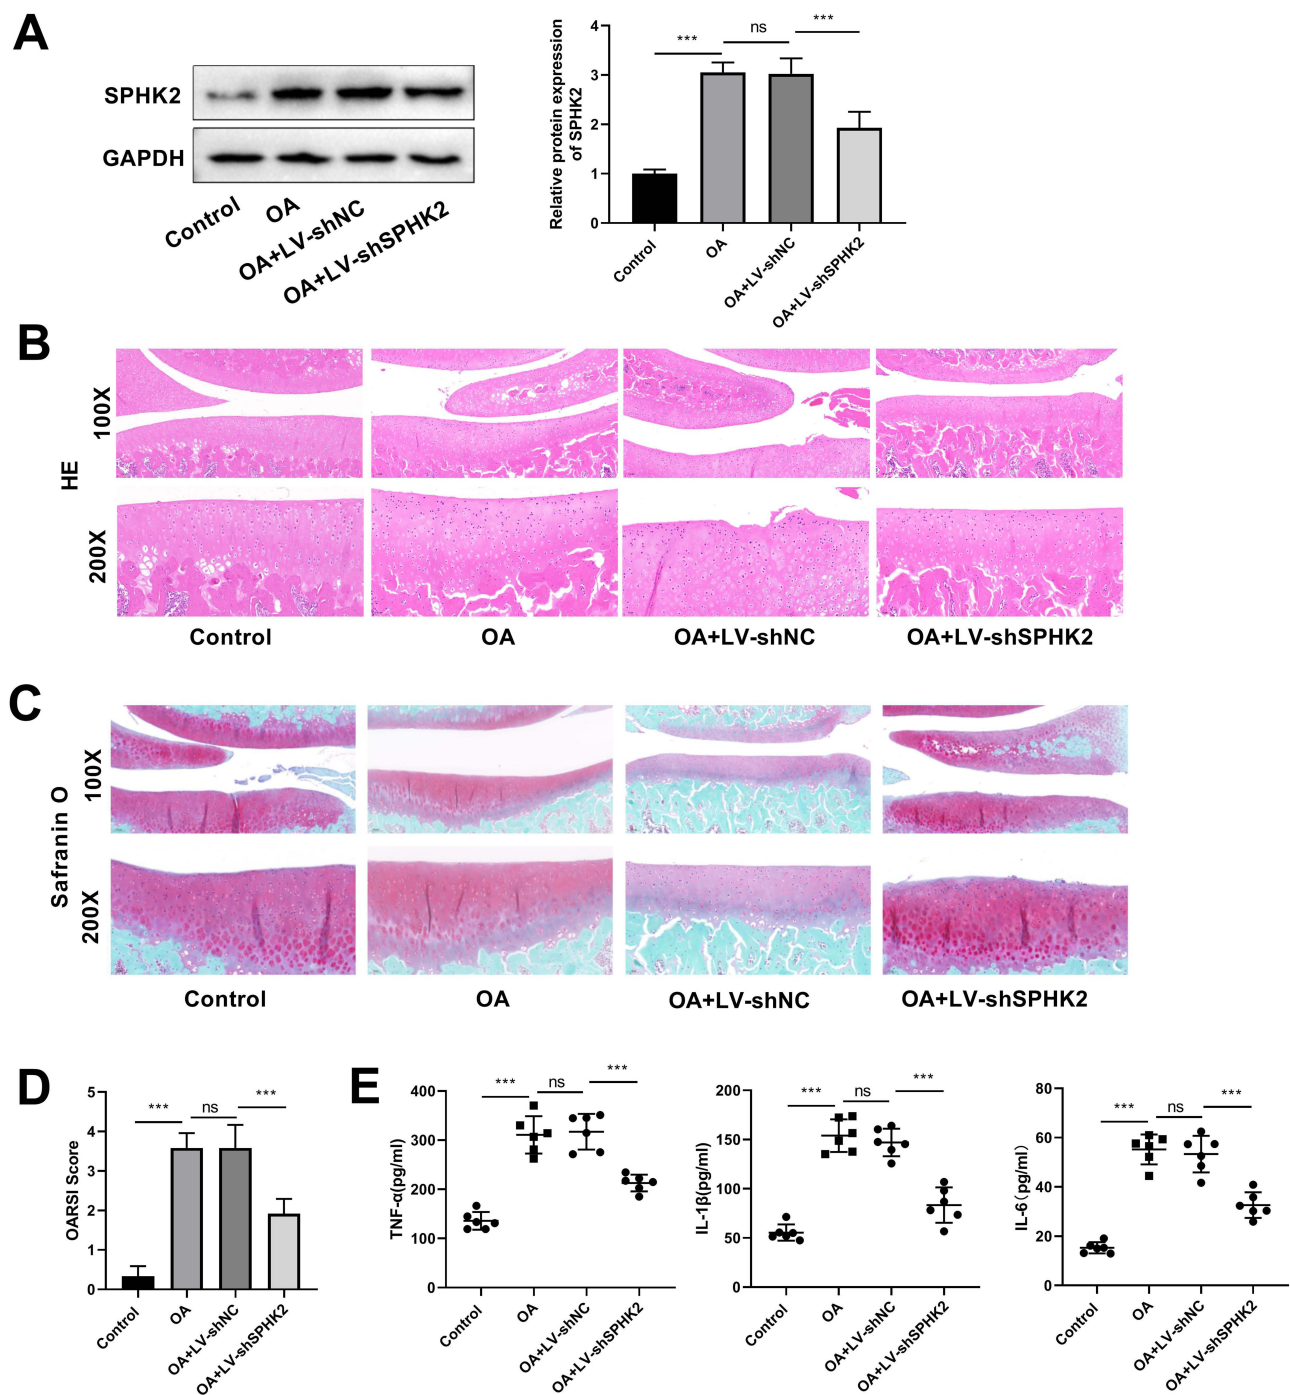 A
SPHK2
GAPDH
Control
OA
OA+LV-shNC
OA+LV-shSPHK2
Relative protein expression
of SPHK2
4
3
2
1
0
***
ns
***
Control
OA
OA+LV-shNC
OA+LV-shSPHK2
B
HE
100X
200X
Control
OA
OA+LV-shNC
OA+LV-shSPHK2
C
Safranin O
100X
200X
Control
OA
OA+LV-shNC
OA+LV-shSPHK2
D
OARSI Score
5
4
3
2
1
0
***
ns
***
Control
OA
OA+LV-shNC
OA+LV-shSPHK2
E
TNF-α(pg/ml)
400
300
200
100
0
***
ns
***
Control
OA
OA+LV-shNC
OA+LV-shSPHK2
IL-1β(pg/ml)
200
150
100
50
0
***
ns
***
Control
OA
OA+LV-shNC
OA+LV-shSPHK2
IL-6（pg/ml）
80
60
40
20
0
***
ns
***
Control
OA
OA+LV-shNC
OA+LV-shSPHK2